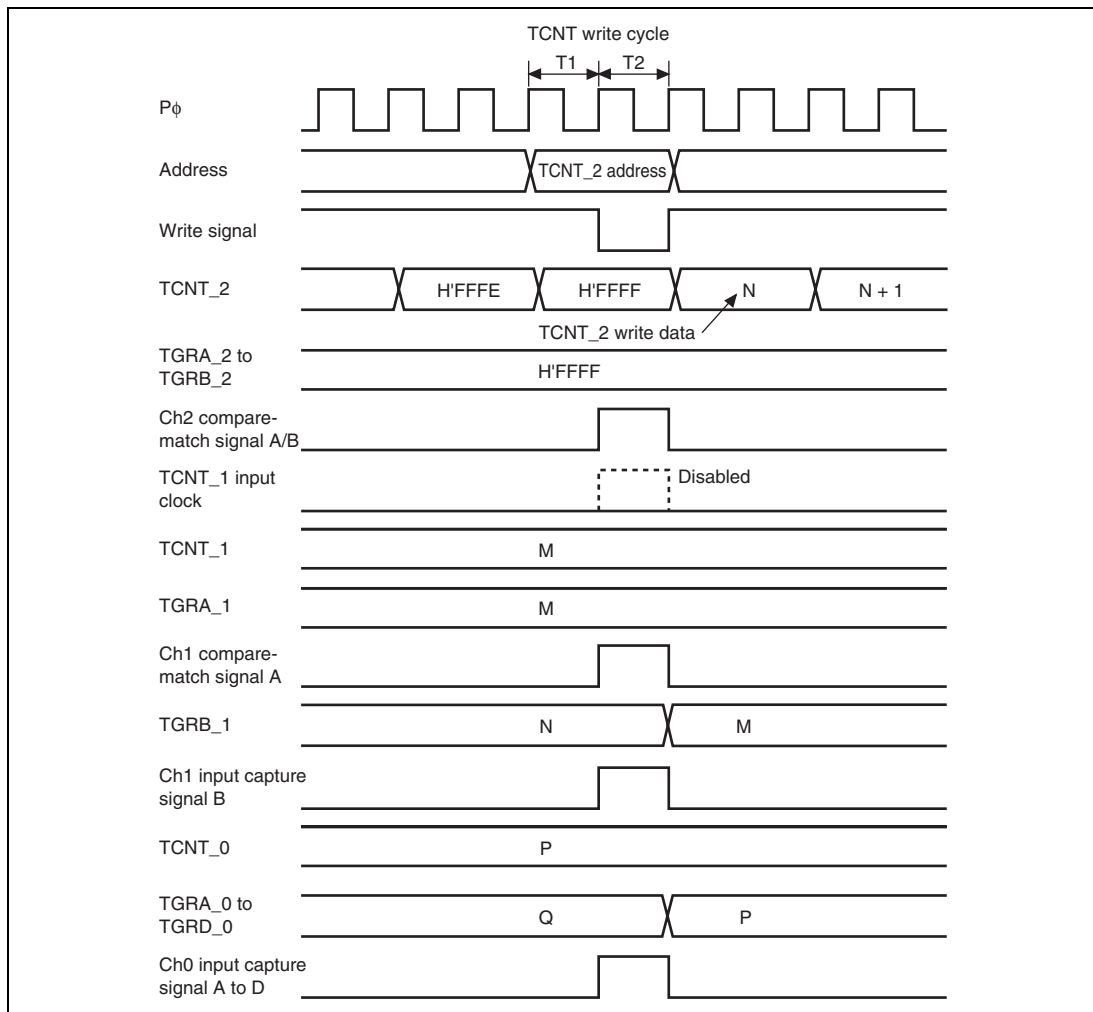 TCNT write cycle
T1 T2
Pϕ
Address
TCNT_2 address
Write signal
TCNT_2
H'FFFE H'FFFF N N + 1
TCNT_2 write data
TGRA_2 to
TGRB_2
H'FFFF
Ch2 compare-
match signal A/B
TCNT_1 input
clock
Disabled
TCNT_1
M
TGRA_1
M
Ch1 compare-
match signal A
TGRB_1
N M
Ch1 input capture
signal B
TCNT_0
P
TGRA_0 to
TGRD_0
Q P
Ch0 input capture
signal A to D